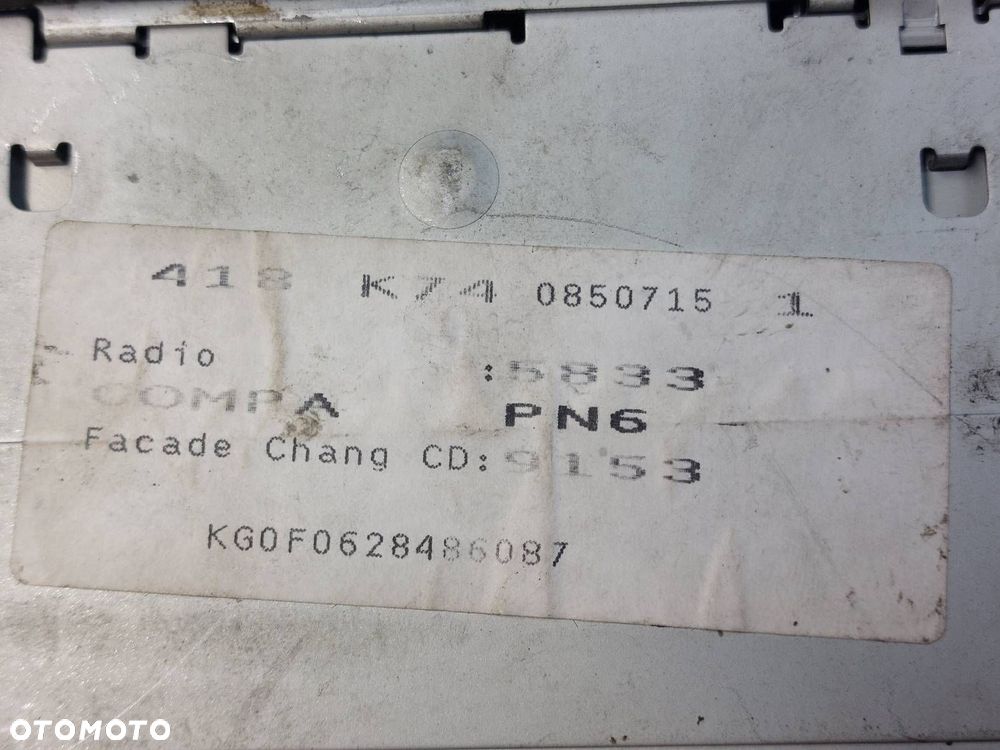 418 K74 0850715 1
Radio :5833
COMPA PN6
Facade Chang CD:9153
KG0F0628486087
OTOMOTO